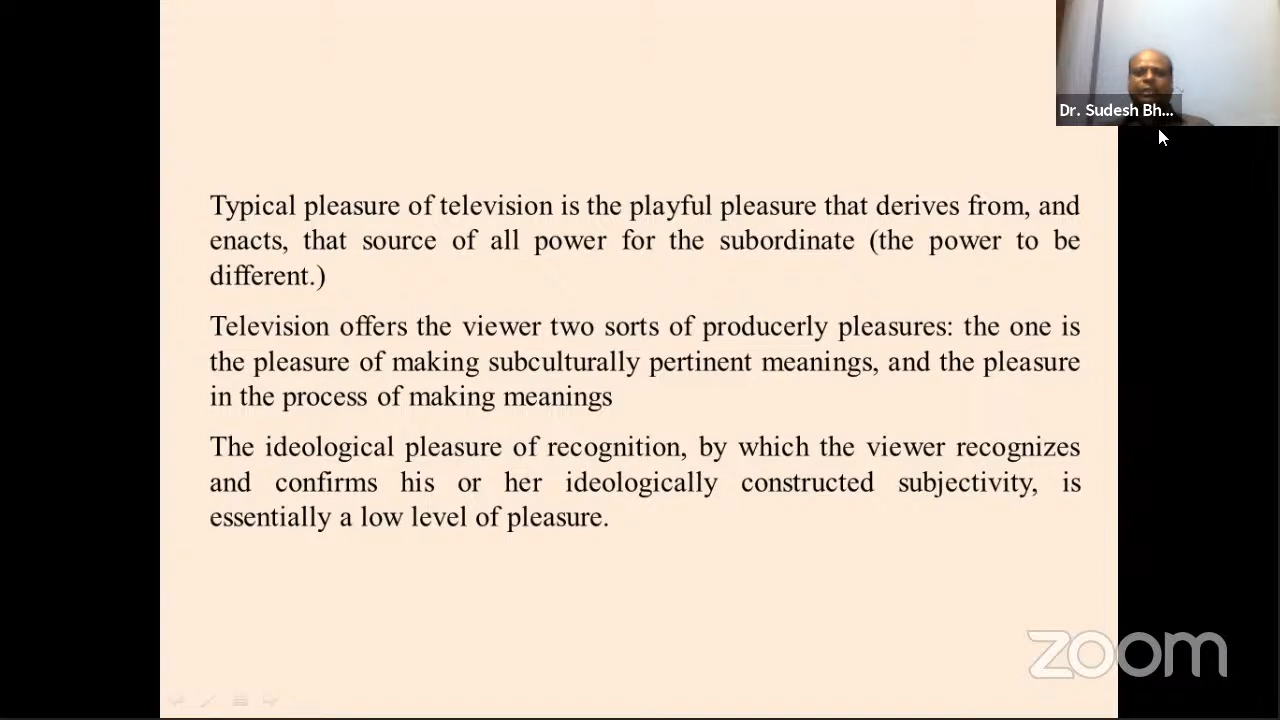 Dr. Sudesh Bh...
Typical pleasure of television is the playful pleasure that derives from, and
enacts, that source of all power for the subordinate (the power to be
different.)
Television offers the viewer two sorts of producerly pleasures: the one is
the pleasure of making subculturally pertinent meanings, and the pleasure
in the process of making meanings
The ideological pleasure of recognition, by which the viewer recognizes
and confirms his or her ideologically constructed subjectivity, is
essentially a low level of pleasure.
zoom